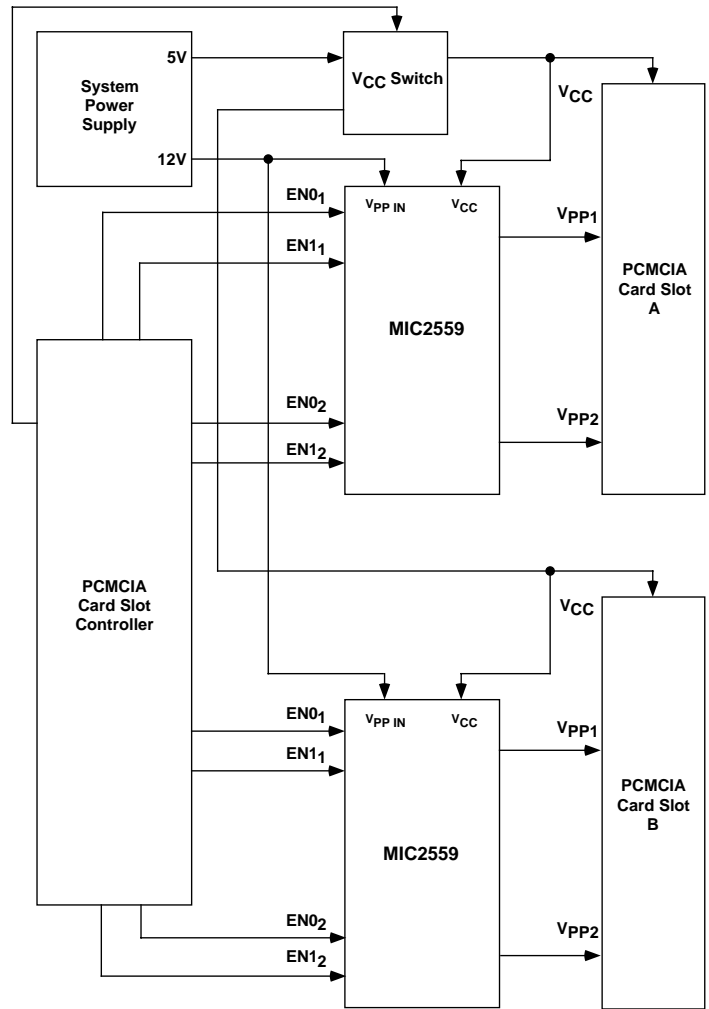 5V
System
Power
Supply
12V
VCC Switch
VCC
EN01
EN11
VPP IN
VCC
MIC2559
VPP1
PCMCIA
Card Slot
A
EN02
EN12
VPP2
PCMCIA
Card Slot
Controller
VCC
EN01
EN11
VPP IN
VCC
MIC2559
VPP1
PCMCIA
Card Slot
B
EN02
EN12
VPP2